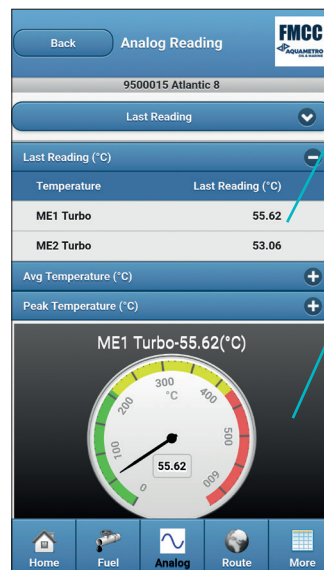 Back Analog Reading FMCC
AQUAMETRO
OIL & MARINE
9500015 Atlantic 8
Last Reading
Last Reading (°C)
Temperature Last Reading (°C)
ME1 Turbo 55.62
ME2 Turbo 53.06
Avg Temperature (°C)
Peak Temperature (°C)
ME1 Turbo-55.62(°C)
0 100 200 300 400 500 600
°C
55.62
Home Fuel Analog Route More